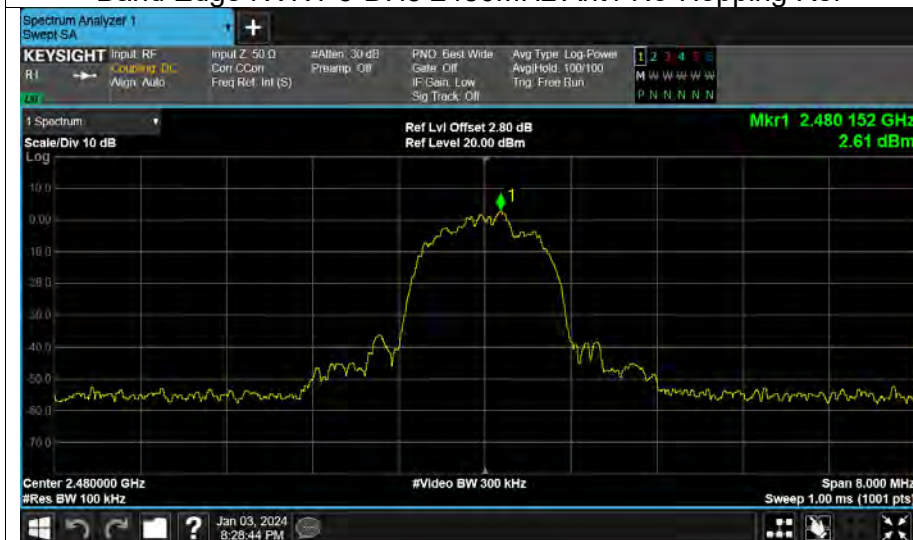 Spectrum Analyzer 1
Swept SA
+
KEYSIGHT
Input: RF
Coupling: DC
Align: Auto
Input Z: 50 Ω
Corr CCorr
Freq Ref: Int (S)
#Atten: 30 dB
Preamp: Off
PNO: Best Wide
Gate: Off
IF Gain: Low
Sig Track: Off
Avg Type: Log-Power
Avg|Hold: 100/100
Trig: Free Run
1 2 3 4 5 6
M W W W W W
P N N N N N
1 Spectrum
Scale/Div 10 dB
Ref Lvl Offset 2.80 dB
Ref Level 20.00 dBm
Mkr1 2.480 152 GHz
2.61 dBm
Log
10.0
0.00
-10.0
-20.0
-30.0
-40.0
-50.0
-60.0
-70.0
1
Center 2.480000 GHz
#Res BW 100 kHz
#Video BW 300 kHz
Span 8.000 MHz
Sweep 1.00 ms (1001 pts)
?
Jan 03, 2024
8:28:44 PM